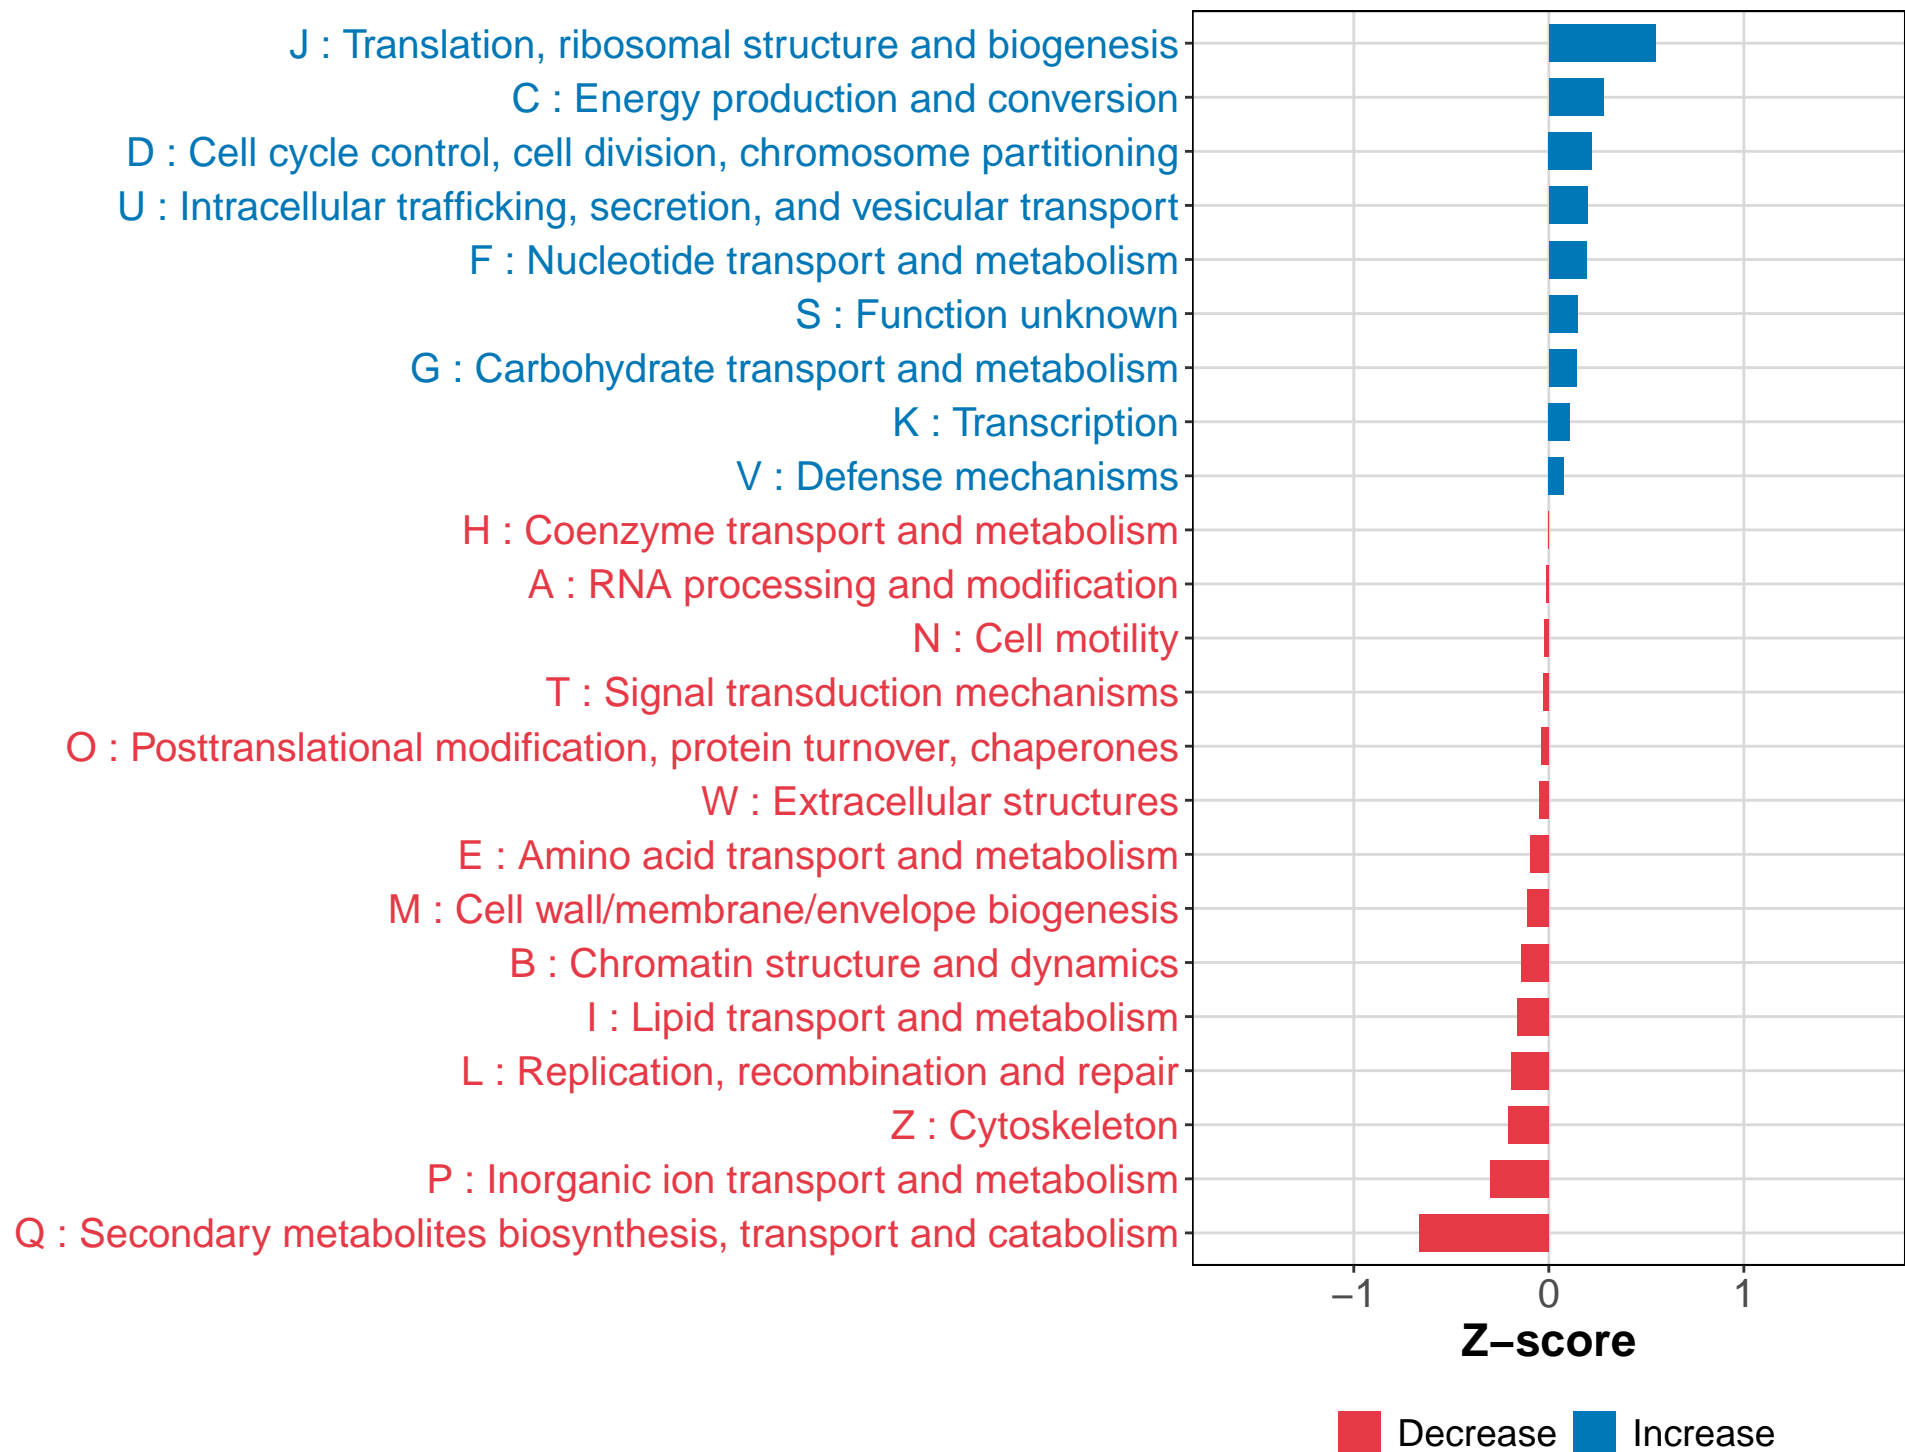 J : Translation, ribosomal structure and biogenesis
C : Energy production and conversion
D : Cell cycle control, cell division, chromosome partitioning
U : Intracellular trafficking, secretion, and vesicular transport
F : Nucleotide transport and metabolism
S : Function unknown
G : Carbohydrate transport and metabolism
K : Transcription
V : Defense mechanisms
H : Coenzyme transport and metabolism
A : RNA processing and modification
N : Cell motility
T : Signal transduction mechanisms
O : Posttranslational modification, protein turnover, chaperones
W : Extracellular structures
E : Amino acid transport and metabolism
M : Cell wall/membrane/envelope biogenesis
B : Chromatin structure and dynamics
I : Lipid transport and metabolism
L : Replication, recombination and repair
Z : Cytoskeleton
P : Inorganic ion transport and metabolism
Q : Secondary metabolites biosynthesis, transport and catabolism
−1 0 1
Z−score
Decrease Increase